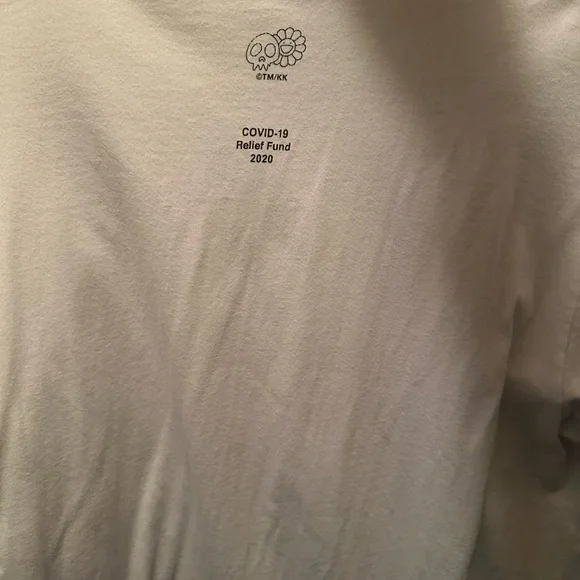 ©TM/KK
COVID-19
Relief Fund
2020